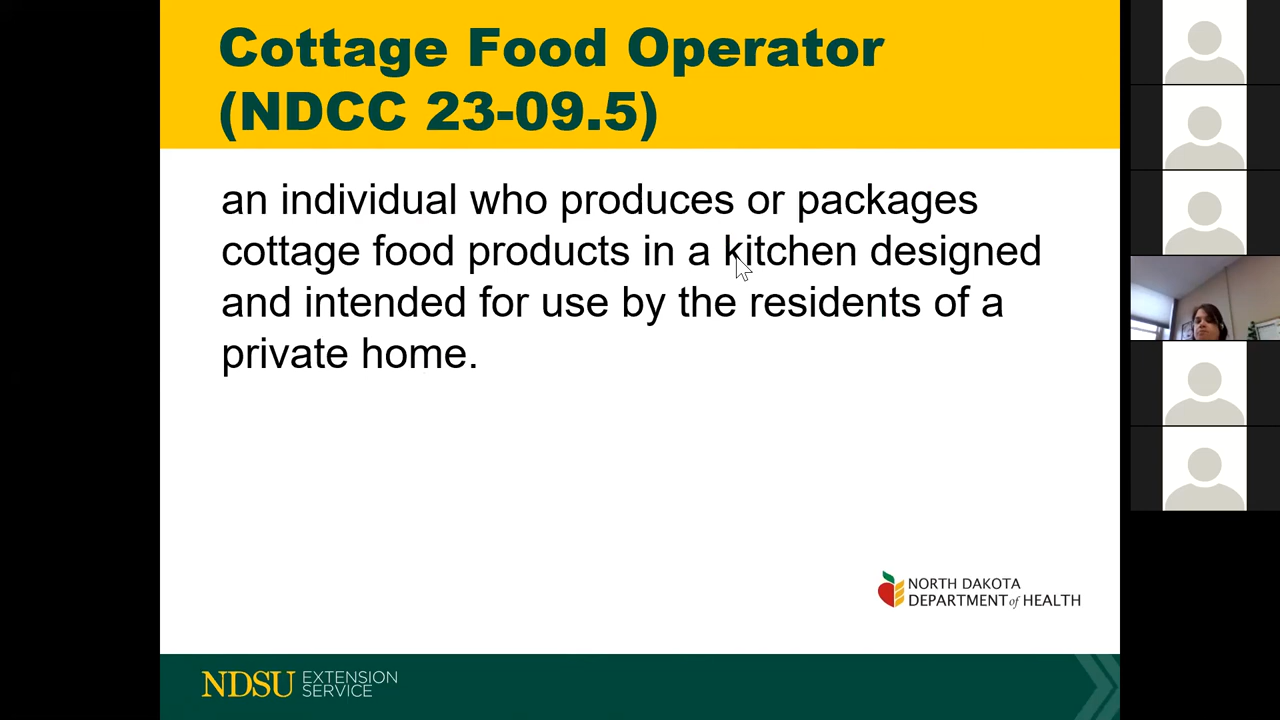 Cottage Food Operator
(NDCC 23-09.5)
an individual who produces or packages
cottage food products in a kitchen designed
and intended for use by the residents of a
private home.
NORTH DAKOTA
DEPARTMENT of HEALTH
NDSU EXTENSION
SERVICE